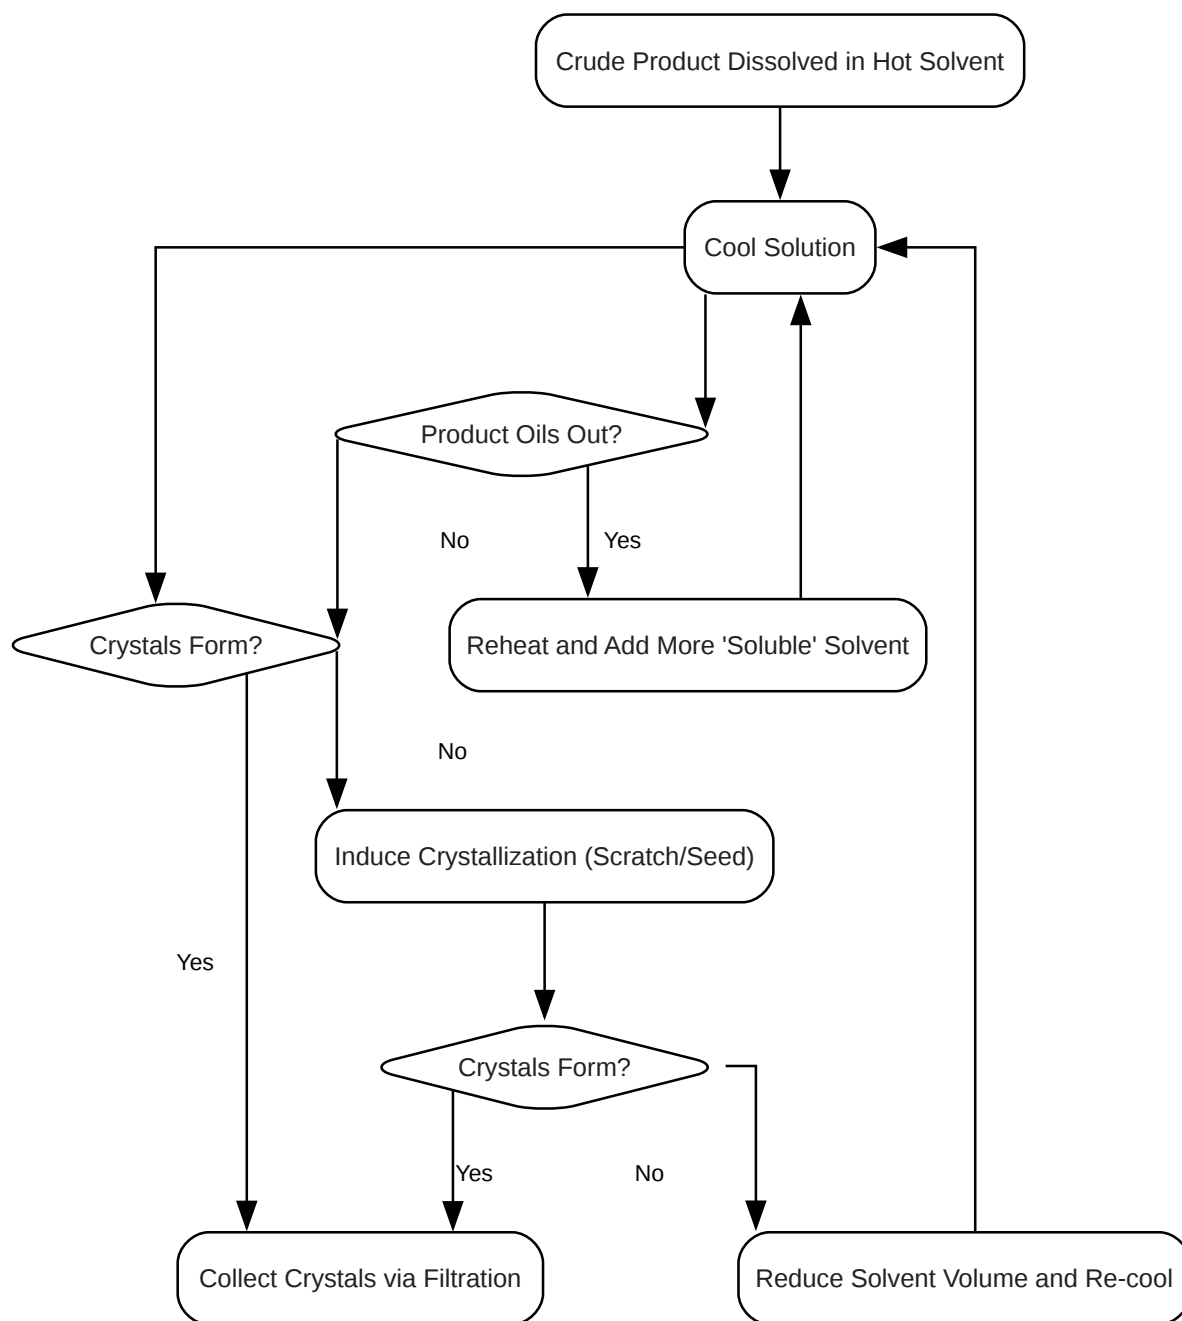 Crude Product Dissolved in Hot Solvent
Cool Solution
Product Oils Out?
No
Yes
Crystals Form?
Reheat and Add More 'Soluble' Solvent
No
Induce Crystallization (Scratch/Seed)
Yes
Crystals Form?
Yes
No
Collect Crystals via Filtration
Reduce Solvent Volume and Re-cool